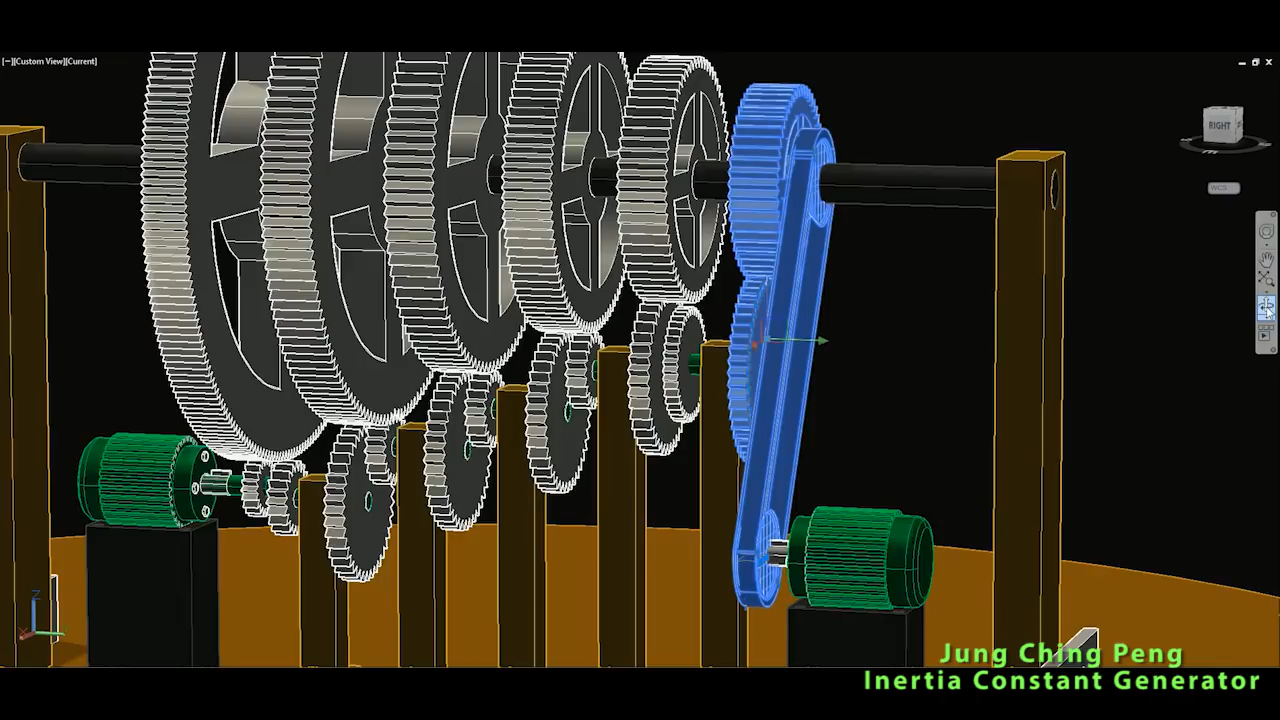 [−][Custom View][Current]
RIGHT
WCS
Z
X
Jung Ching Peng
Inertia Constant Generator